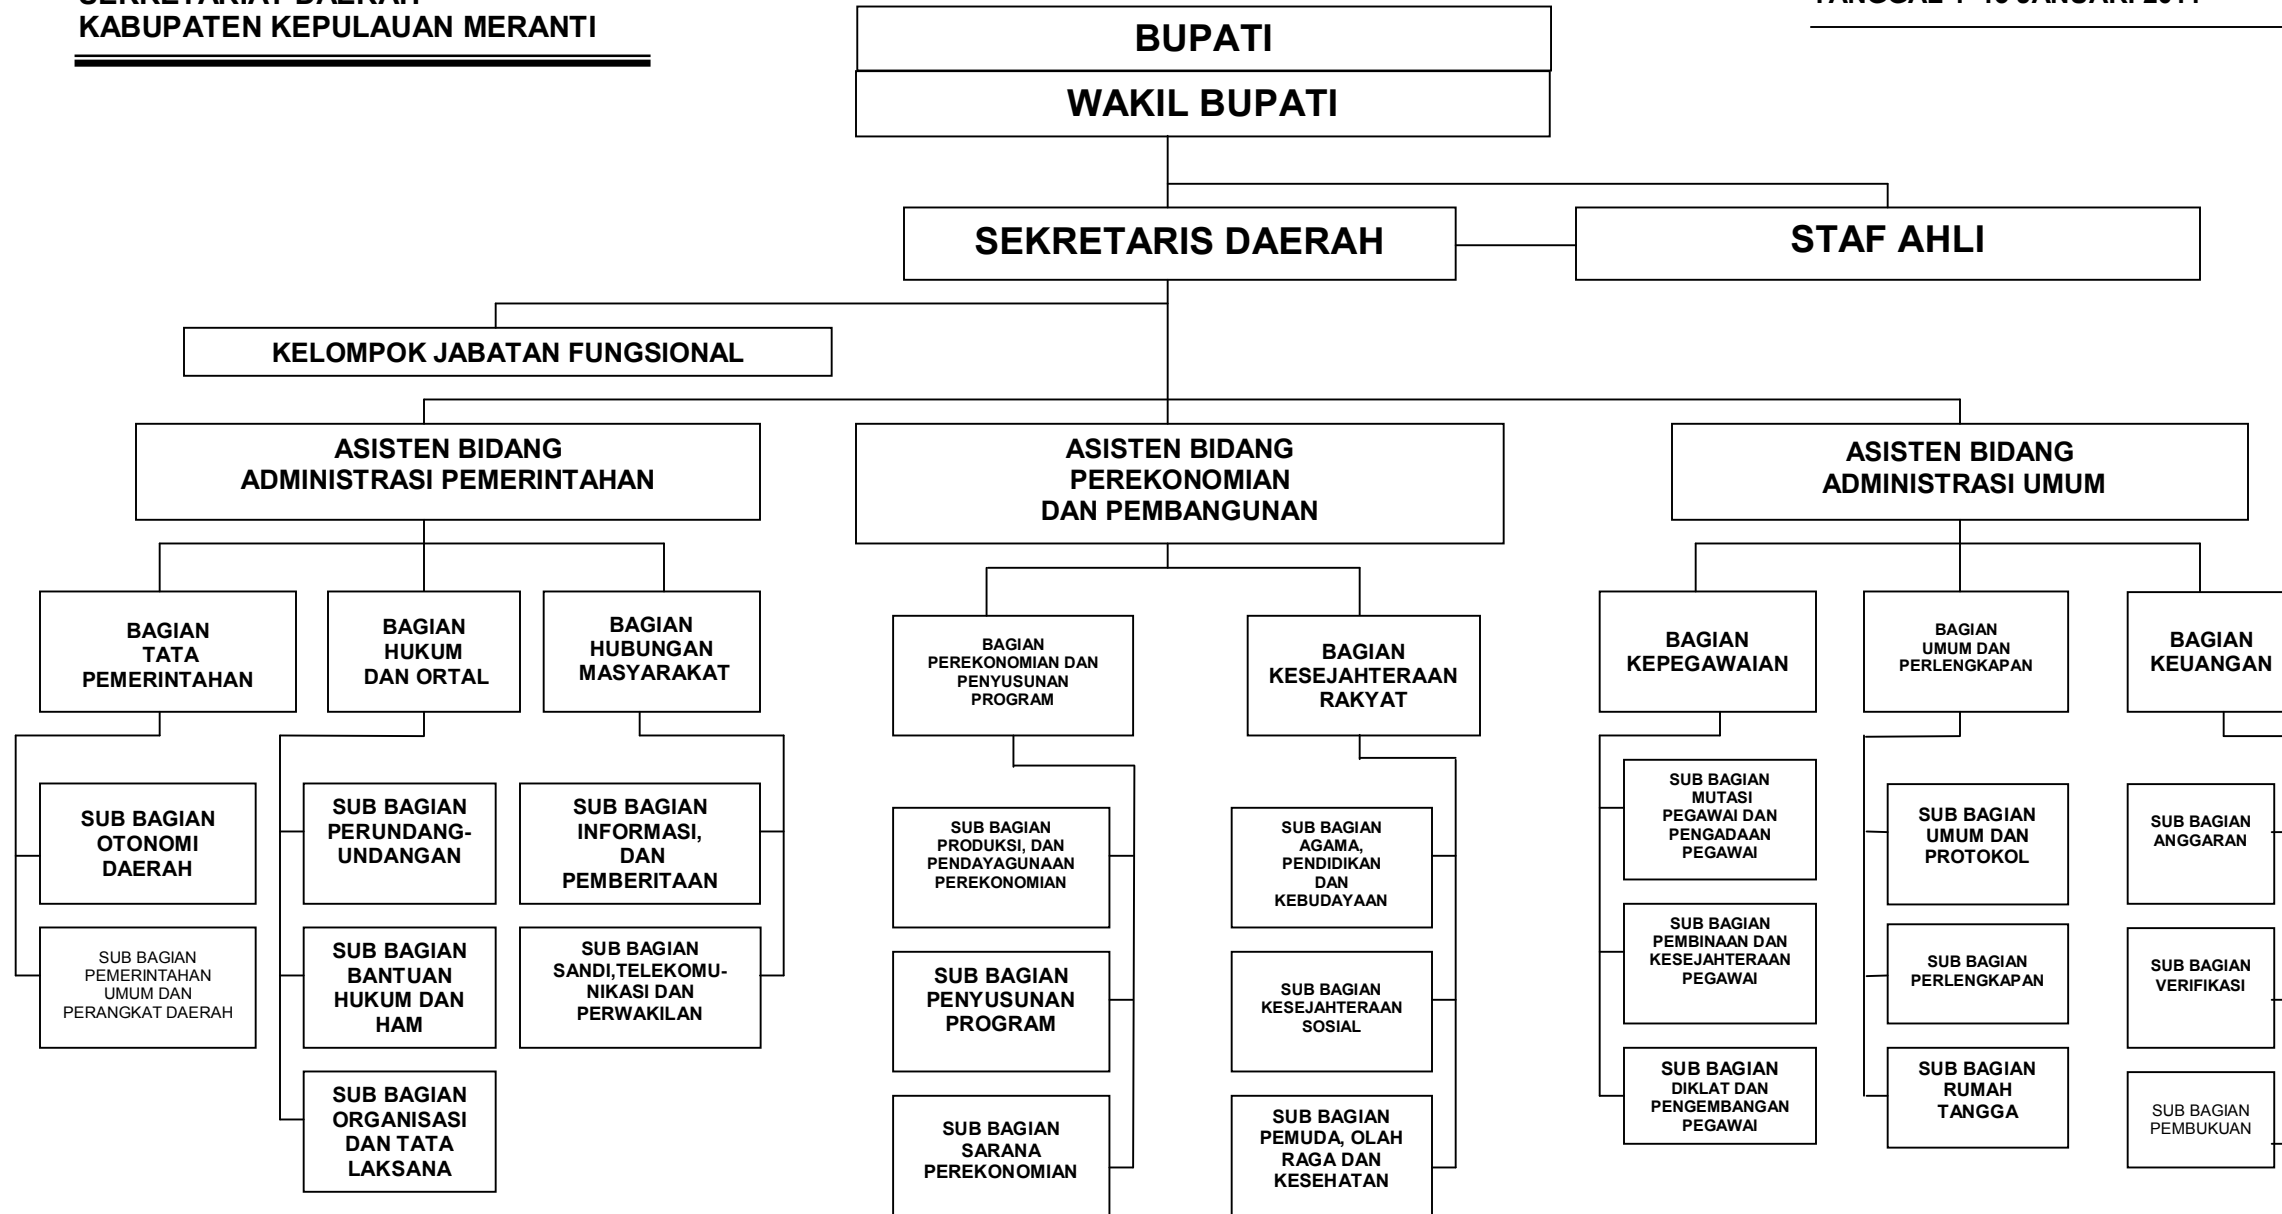 SEKRETARIAT DAERAH
KABUPATEN KEPULAUAN MERANTI
BUPATI
WAKIL BUPATI
SEKRETARIS DAERAH
STAF AHLI
KELOMPOK JABATAN FUNGSIONAL
ASISTEN BIDANG
ADMINISTRASI PEMERINTAHAN
ASISTEN BIDANG
PEREKONOMIAN
DAN PEMBANGUNAN
ASISTEN BIDANG
ADMINISTRASI UMUM
BAGIAN
TATA
PEMERINTAHAN
BAGIAN
HUKUM
DAN ORTAL
BAGIAN
HUBUNGAN
MASYARAKAT
BAGIAN
PEREKONOMIAN DAN
PENYUSUNAN
PROGRAM
BAGIAN
KESEJAHTERAAN
RAKYAT
BAGIAN
KEPEGAWAIAN
BAGIAN
UMUM DAN
PERLENGKAPAN
BAGIAN
KEUANGAN
SUB BAGIAN
OTONOMI
DAERAH
SUB BAGIAN
PERUNDANG-
UNDANGAN
SUB BAGIAN
INFORMASI,
DAN
PEMBERITAAN
SUB BAGIAN
PRODUKSI, DAN
PENDAYAGUNAAN
PEREKONOMIAN
SUB BAGIAN
AGAMA,
PENDIDIKAN
DAN
KEBUDAYAAN
SUB BAGIAN
MUTASI
PEGAWAI DAN
PENGADAAN
PEGAWAI
SUB BAGIAN
UMUM DAN
PROTOKOL
SUB BAGIAN
ANGGARAN
SUB BAGIAN
PEMERINTAHAN
UMUM DAN
PERANGKAT DAERAH
SUB BAGIAN
BANTUAN
HUKUM DAN
HAM
SUB BAGIAN
SANDI,TELEKOMU-
NIKASI DAN
PERWAKILAN
SUB BAGIAN
PENYUSUNAN
PROGRAM
SUB BAGIAN
KESEJAHTERAAN
SOSIAL
SUB BAGIAN
PEMBINAAN DAN
KESEJAHTERAAN
PEGAWAI
SUB BAGIAN
PERLENGKAPAN
SUB BAGIAN
VERIFIKASI
SUB BAGIAN
ORGANISASI
DAN TATA
LAKSANA
SUB BAGIAN
SARANA
PEREKONOMIAN
SUB BAGIAN
PEMUDA, OLAH
RAGA DAN
KESEHATAN
SUB BAGIAN
DIKLAT DAN
PENGEMBANGAN
PEGAWAI
SUB BAGIAN
RUMAH
TANGGA
SUB BAGIAN
PEMBUKUAN